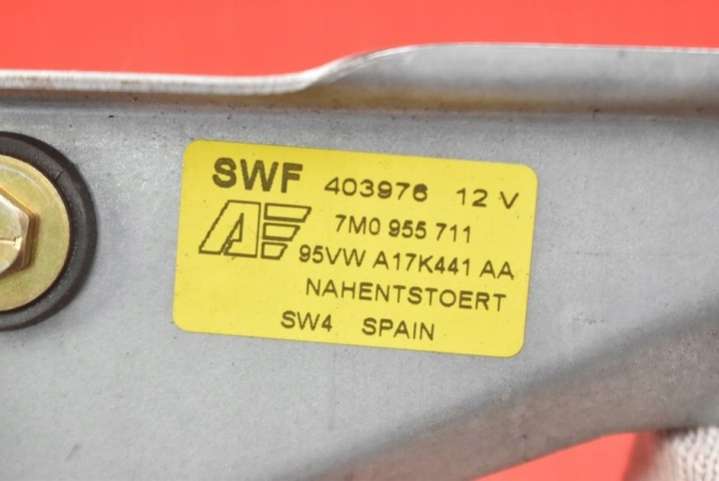 SWF 403976 12 V
7M0 955 711
95VW A17K441 AA
NAHENTSTOERT
SW4 SPAIN